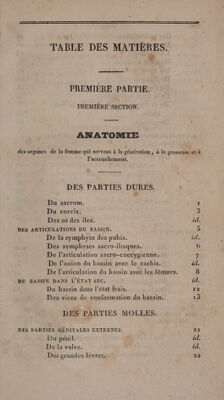 TABLE DES MATIÈRES.
PREMIÈRE PARTIE.
PREMIÈRE SECTION.
ANATOMIE
des organes de la femme qui servent à la génération, à la grossesse et à
l'accouchement.
DES PARTIES DURES.
Du sacrum. 1
Du coccix. 3
Des os des iles. id.
DES ARTICULATIONS DU BASSIN. 5
De la symphyse des pubis. id.
Des symphyses sacro-iliaques. 6
De l'articulation sacro-coccygienne. 7
De l'union du bassin avec le rachis. id.
De l'articulation du bassin avec les fémurs. 8
DU BASSIN DANS L'ÉTAT SEC. id.
Du bassin dans l'état frais. 12
Des vices de conformation du bassin. 13
DES PARTIES MOLLES.
DES PARTIES GÉNITALES EXTERNES. 21
Du pénil. id.
De la vulve. id.
Des grandes lèvres. 22